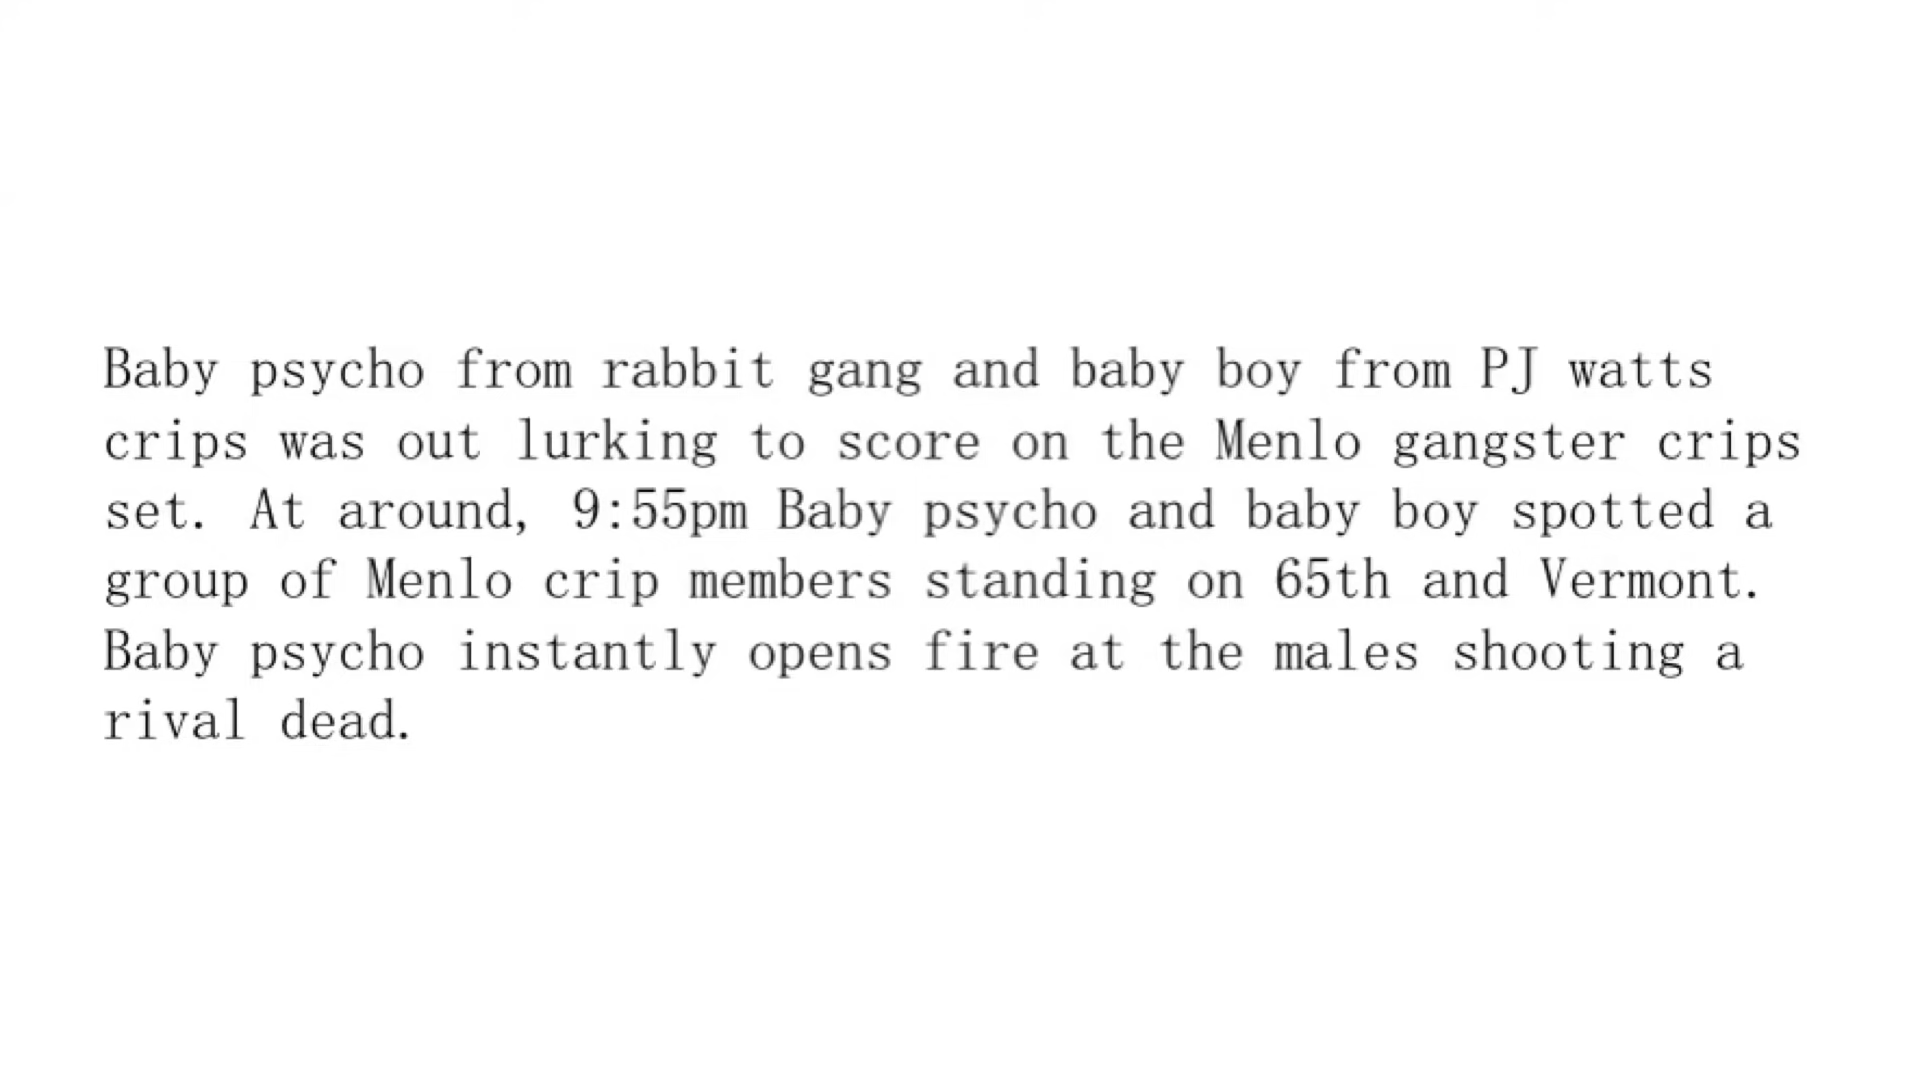 Baby psycho from rabbit gang and baby boy from PJ watts
crips was out lurking to score on the Menlo gangster crips
set. At around, 9:55pm Baby psycho and baby boy spotted a
group of Menlo crip members standing on 65th and Vermont.
Baby psycho instantly opens fire at the males shooting a
rival dead.